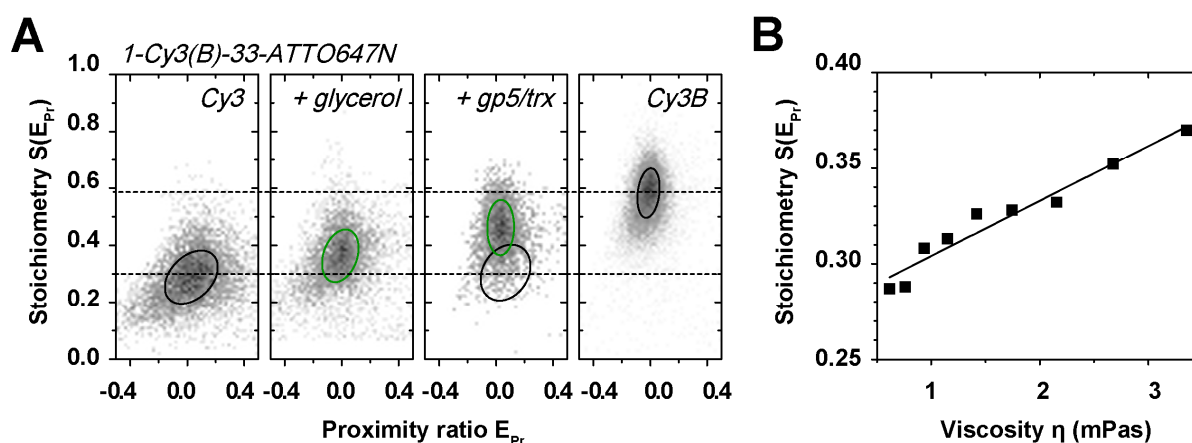 A
1-Cy3(B)-33-ATTO647N
Cy3
+ glycerol
+ gp5/trx
Cy3B
Stoichiometry S(E_Pr)
1.0
0.8
0.6
0.4
0.2
0.0
-0.4 0.0 0.4
-0.4 0.0 0.4
-0.4 0.0 0.4
-0.4 0.0 0.4
Proximity ratio E_Pr
B
Stoichiometry S(E_Pr)
0.40
0.35
0.30
0.25
1 2 3
Viscosity η (mPas)